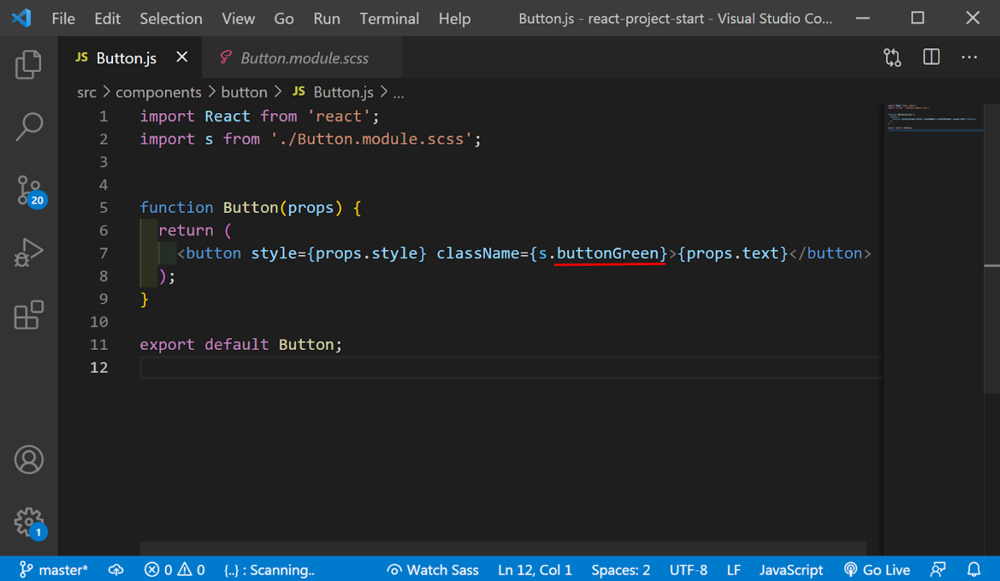 File Edit Selection View Go Run Terminal Help Button.js - react-project-start - Visual Studio Co...
JS Button.js Button.module.scss
src > components > button > JS Button.js > ...
1 import React from 'react';
2 import s from './Button.module.scss';
3
4
5 function Button(props) {
6 return (
7 <button style={props.style} className={s.buttonGreen}>{props.text}</button>
8 );
9 }
10
11 export default Button;
12
20
1
master* 0 0 {..} : Scanning.. Watch Sass Ln 12, Col 1 Spaces: 2 UTF-8 LF JavaScript Go Live